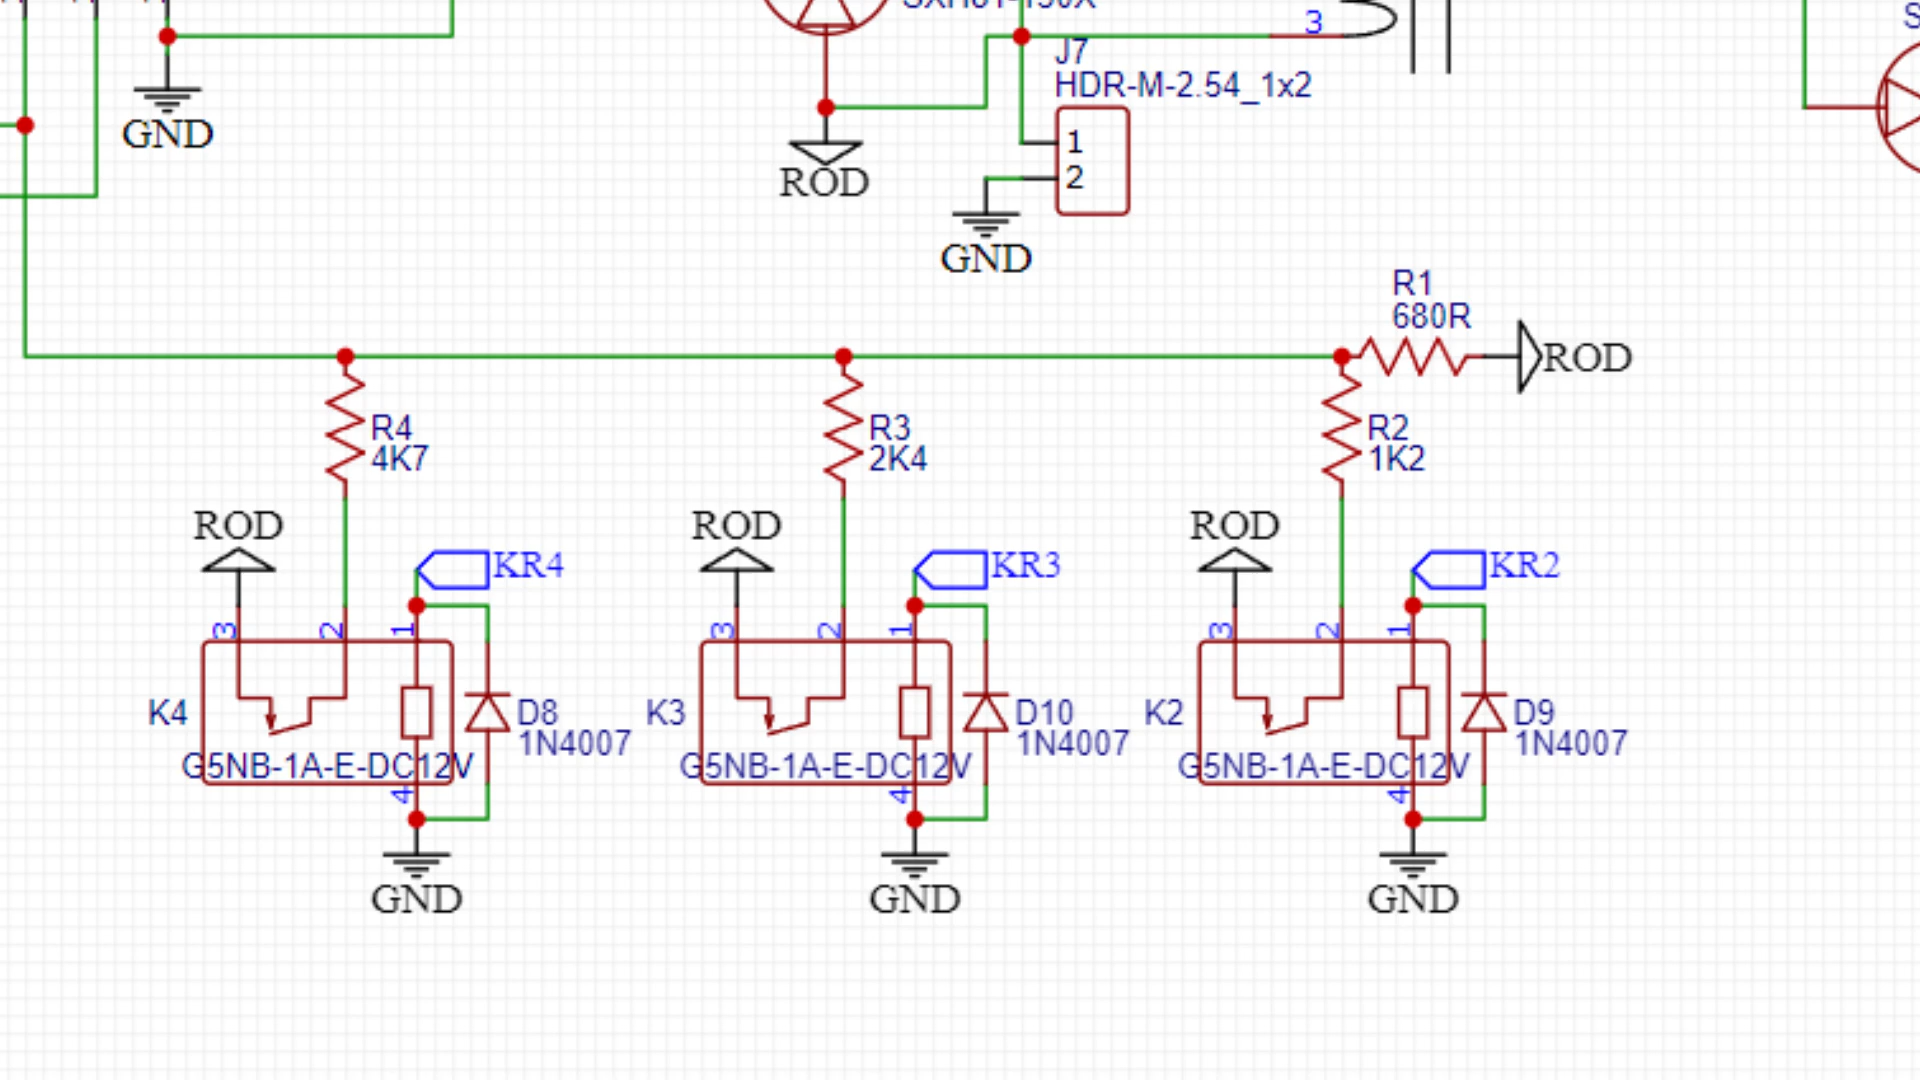 3
J7
HDR-M-2.54_1x2
GND
1
2
ROD
GND
R1
680R
ROD
R4
4K7
R3
2K4
R2
1K2
ROD
KR4
ROD
KR3
ROD
KR2
3
2
1
3
2
1
3
2
1
K4
D8
1N4007
G5NB-1A-E-DC12V
K3
D10
1N4007
G5NB-1A-E-DC12V
K2
D9
1N4007
G5NB-1A-E-DC12V
4
4
4
GND
GND
GND